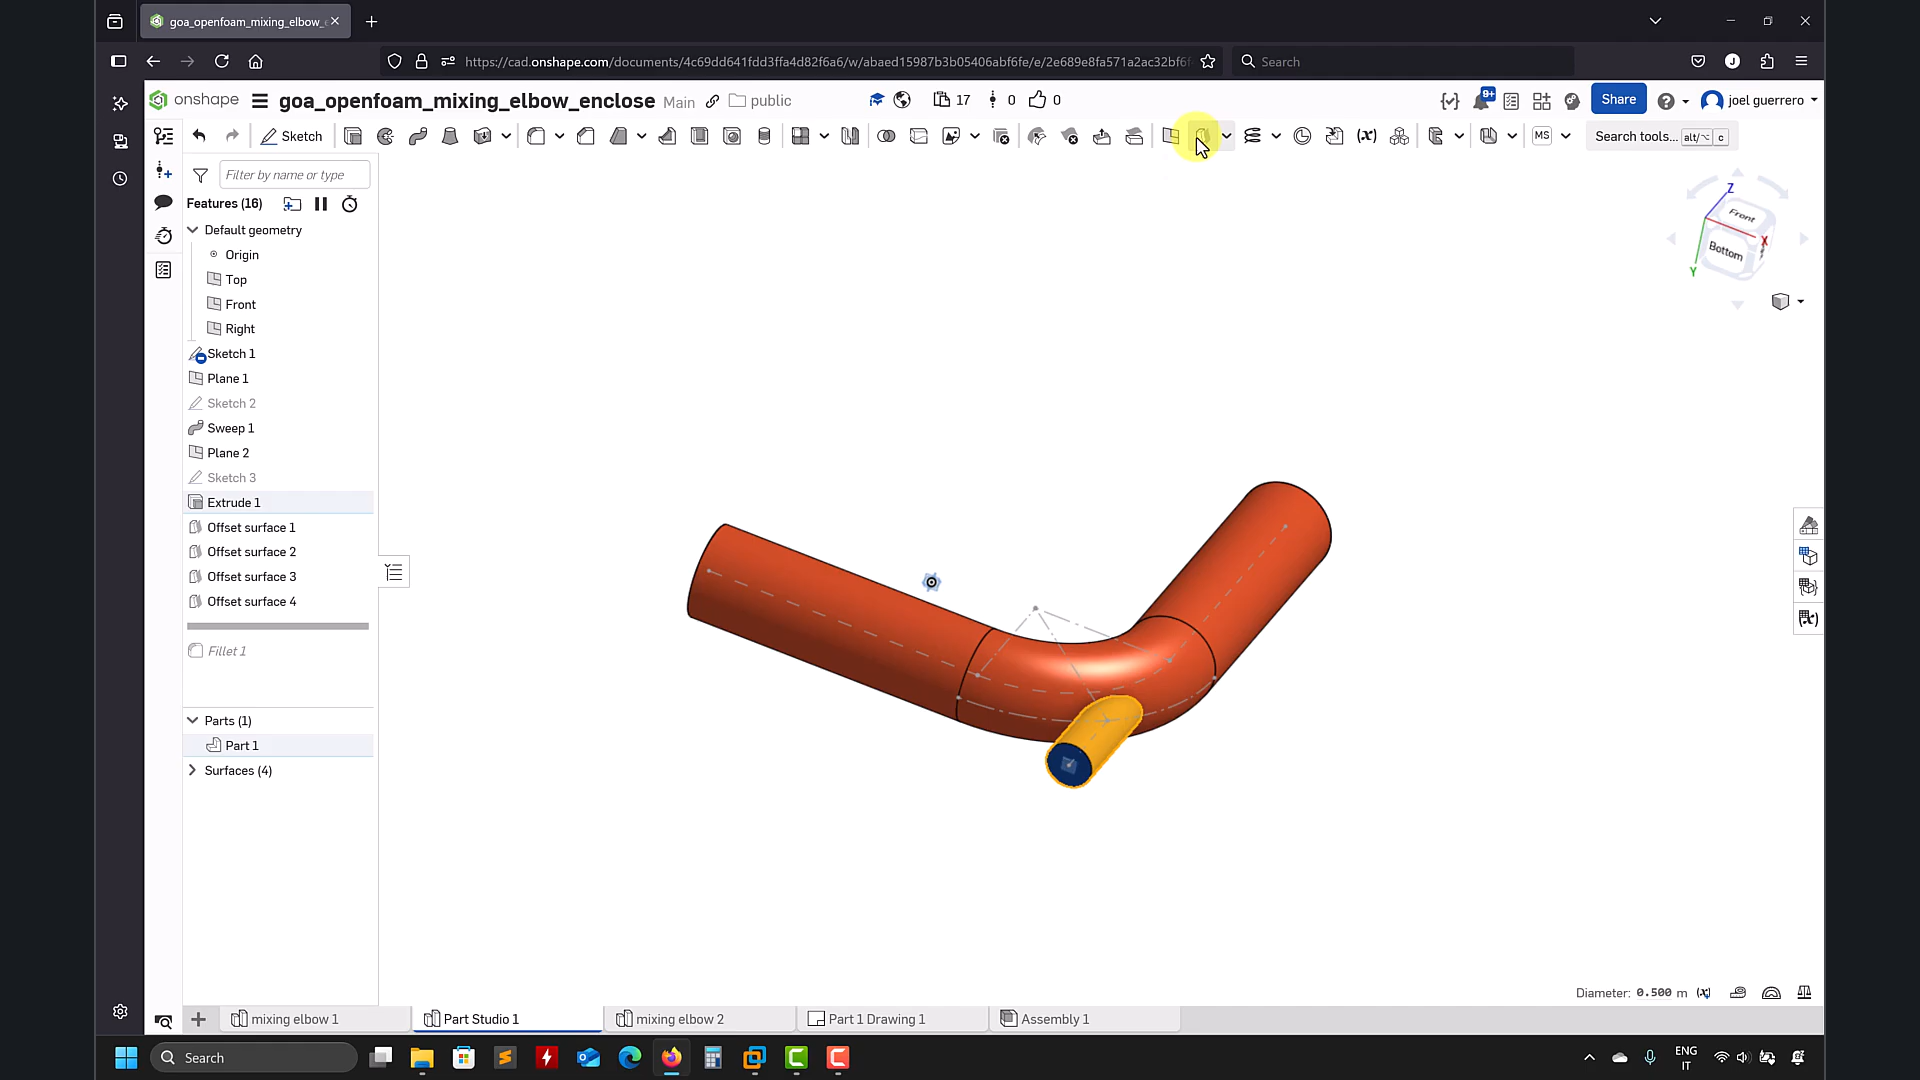 goa_openfoam_mixing_elbow_
https://cad.onshape.com/documents/4c69dd641fdd3ffa4d82f6a6/w/abaed15987b3b05406abf6fe/e/2e689e8fa571a2ac32bf6f
Search
onshape
goa_openfoam_mixing_elbow_enclose
Main
public
17
0
0
9+
Share
joel guerrero
Sketch
(x)
MS
Search tools...
alt/⌥
c
Filter by name or type
Features (16)
Default geometry
Origin
Top
Front
Right
Sketch 1
Plane 1
Sketch 2
Sweep 1
Plane 2
Sketch 3
Extrude 1
Offset surface 1
Offset surface 2
Offset surface 3
Offset surface 4
Fillet 1
Parts (1)
Part 1
Surfaces (4)
Z
Front
X
Bottom
Y
(x)
Diameter: 0.500 m
mixing elbow 1
Part Studio 1
mixing elbow 2
Part 1 Drawing 1
Assembly 1
Search
ENG
IT